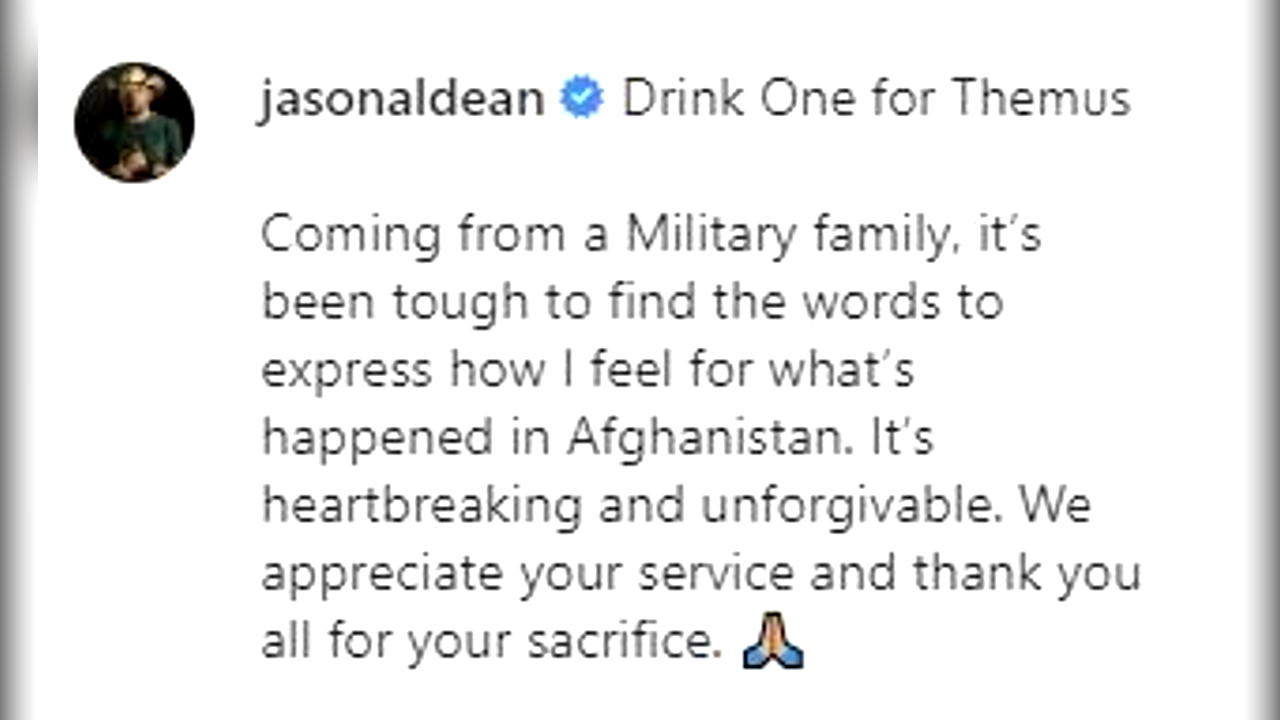 jasonaldean Drink One for Themus
Coming from a Military family, it's
been tough to find the words to
express how I feel for what's
happened in Afghanistan. It's
heartbreaking and unforgivable. We
appreciate your service and thank you
all for your sacrifice. 🙏🏼